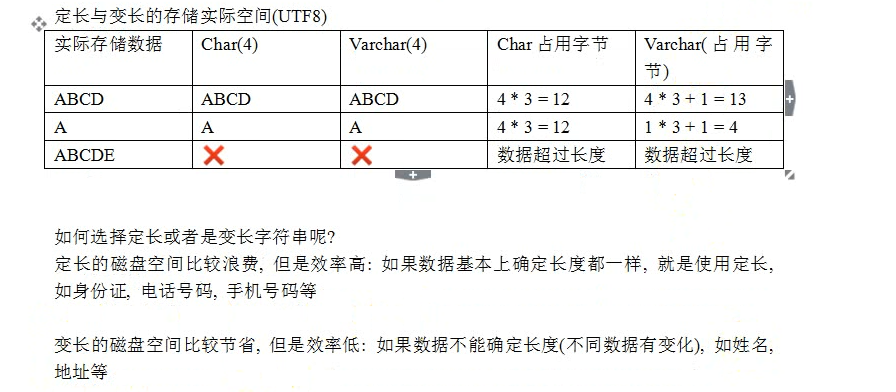 定长与变长的存储实际空间(UTF8)
实际存储数据 Char(4) Varchar(4) Char 占用字节 Varchar(占用字节)
ABCD ABCD ABCD 4 * 3 = 12 4 * 3 + 1 = 13
A A A 4 * 3 = 12 1 * 3 + 1 = 4
ABCDE 数据超过长度 数据超过长度
如何选择定长或者是变长字符串呢?
定长的磁盘空间比较浪费, 但是效率高: 如果数据基本上确定长度都一样, 就是使用定长,
如身份证, 电话号码, 手机号码等
变长的磁盘空间比较节省, 但是效率低: 如果数据不能确定长度(不同数据有变化), 如姓名,
地址等